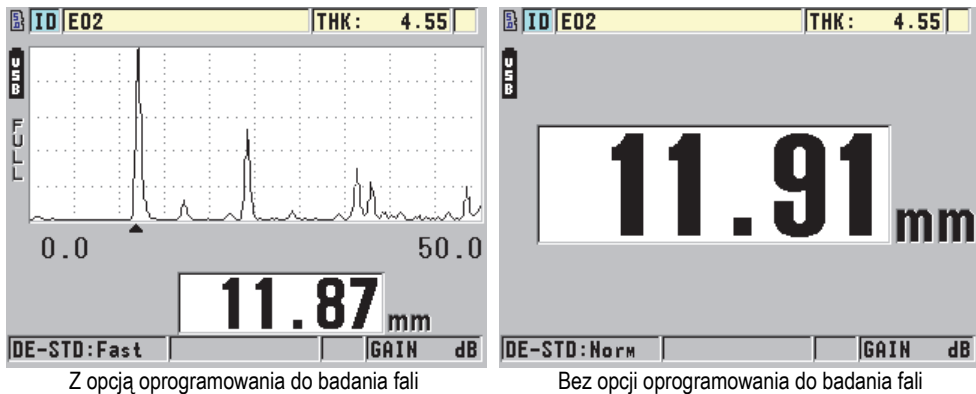 ID E02 THK: 4.55
USB
FULL
0.0 50.0
11.87 mm
DE-STD:Fast GAIN dB
Z opcją oprogramowania do badania fali
ID E02 THK: 4.55
USB
11.91 mm
DE-STD:Norm GAIN dB
Bez opcji oprogramowania do badania fali